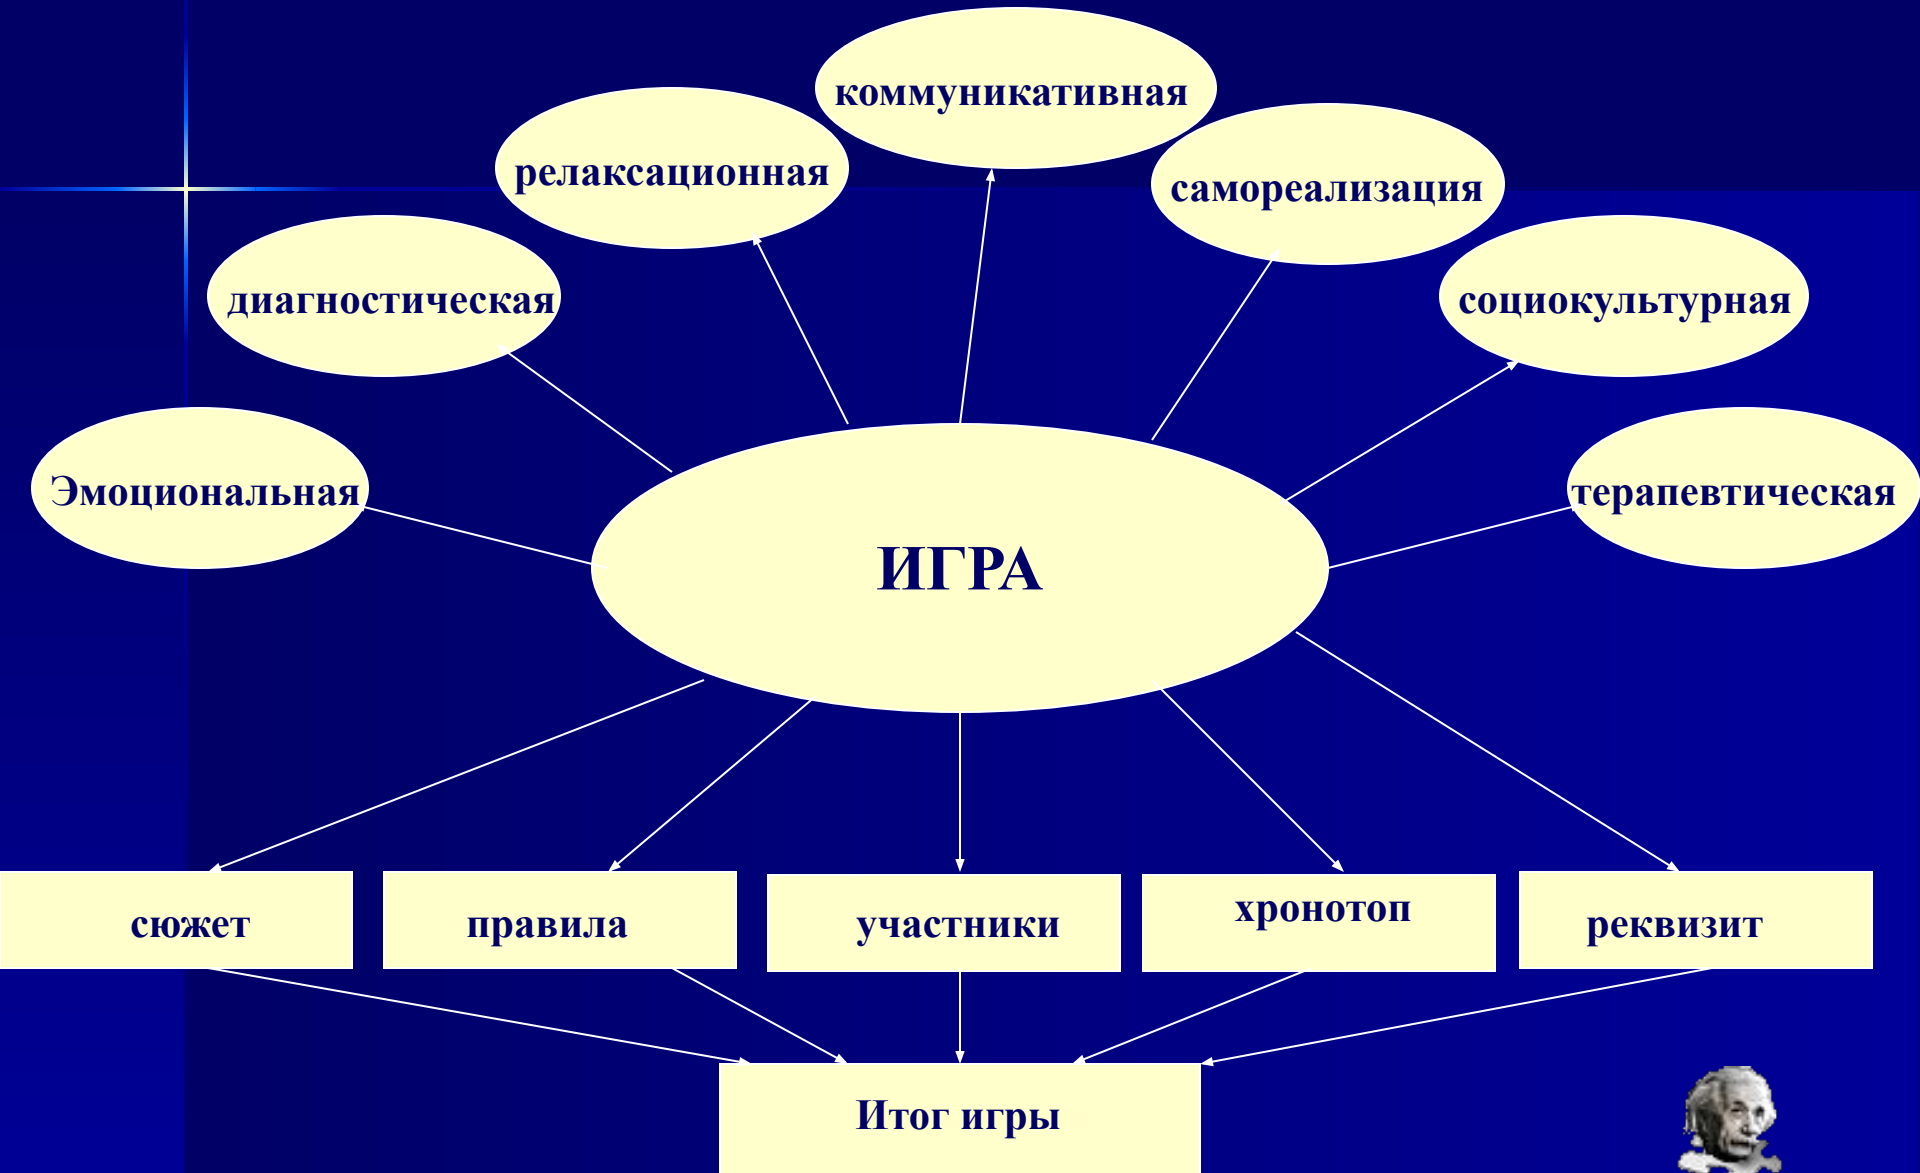 коммуникативная
релаксационная
самореализация
диагностическая
социокультурная
Эмоциональная
терапевтическая
ИГРА
сюжет
правила
участники
хронотоп
реквизит
Итог игры